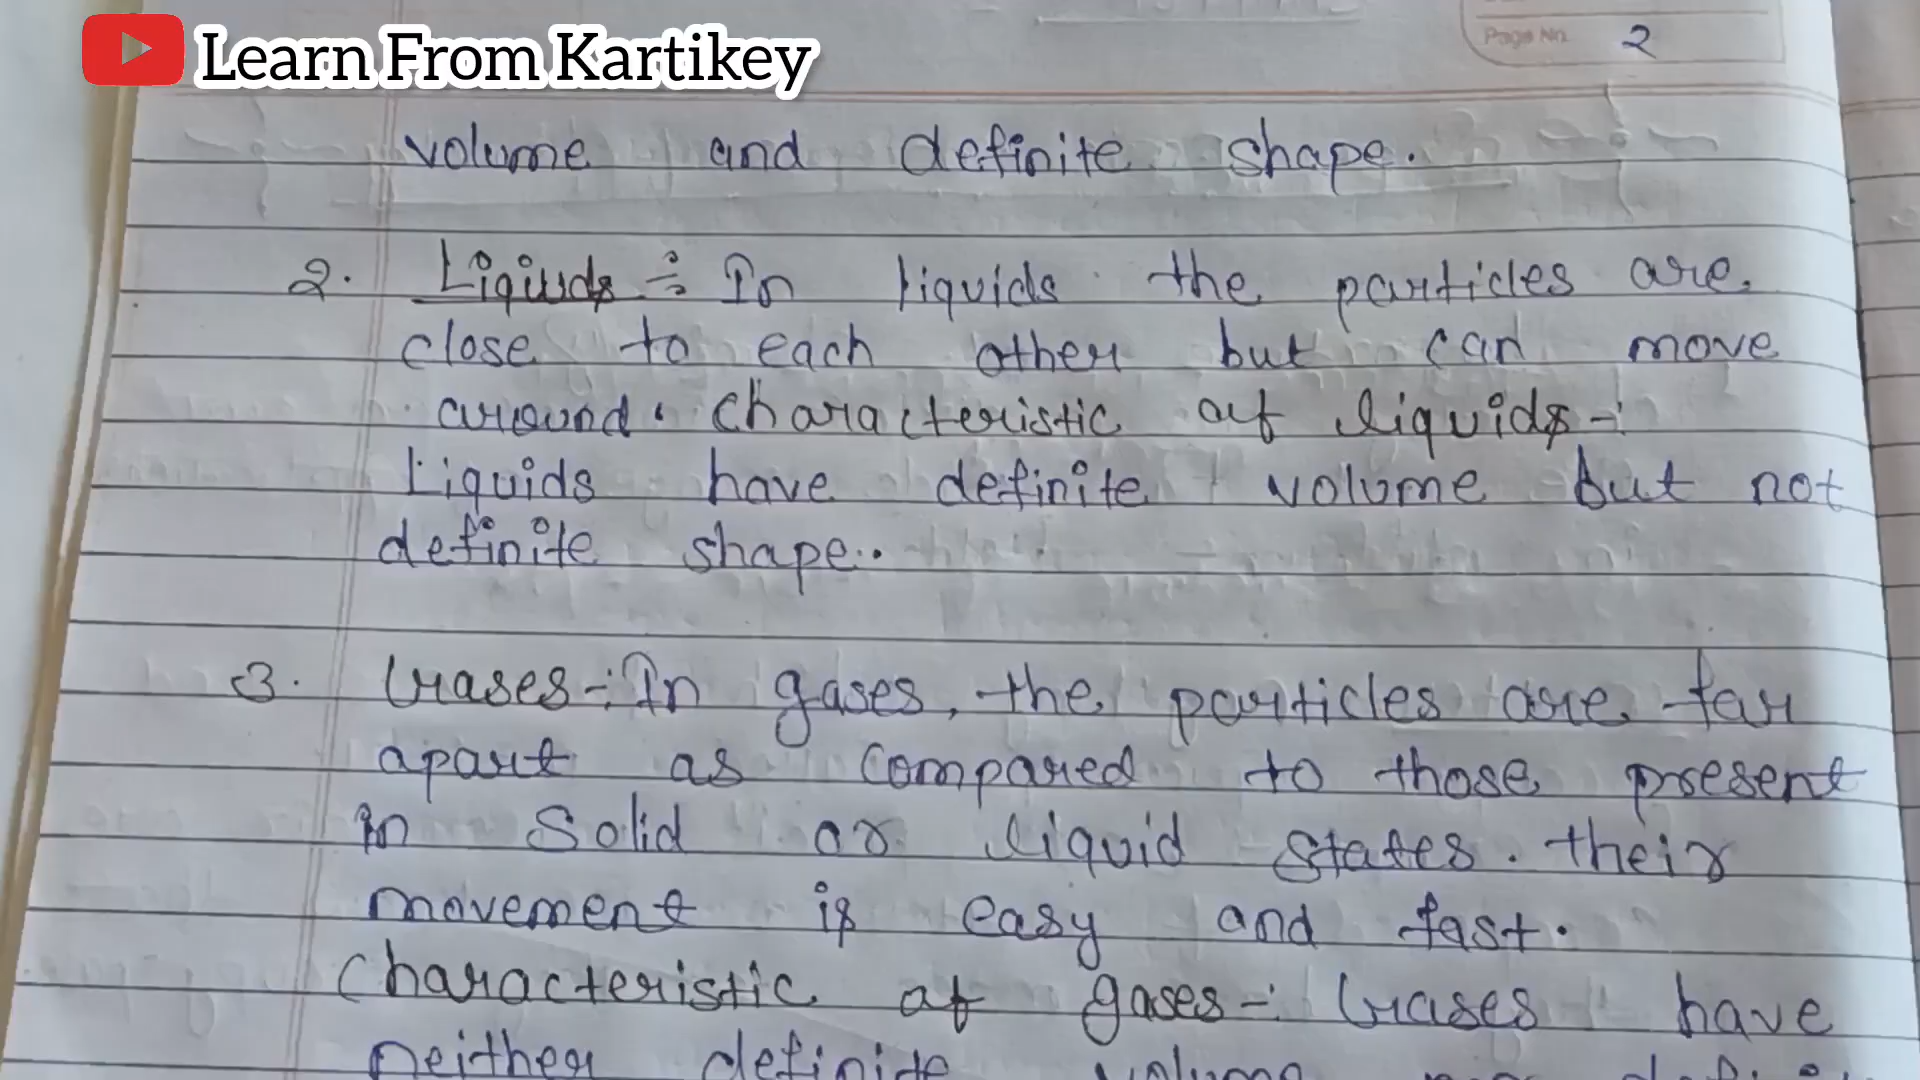 Learn From Kartikey
Page No. 2
volume and definite shape.
2. Liqiuds :- In liquids the particles are
close to each other but can move
around. Characteristic of liquids -:
Liquids have definite volume but not
definite shape..
3. Gases -: In gases, the particles are far
apart as compared to those present
in Solid or liquid states. their
movement is easy and fast.
Characteristic of gases -: Gases have
neither definite volume